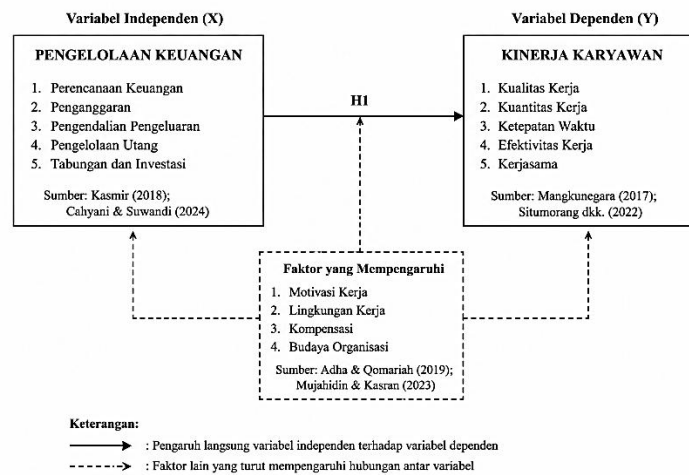 Variabel Independen (X)
PENGELOLAAN KEUANGAN
1. Perencanaan Keuangan
2. Penganggaran
3. Pengendalian Pengeluaran
4. Pengelolaan Utang
5. Tabungan dan Investasi
Sumber: Kasmir (2018);
Cahyani & Suwandi (2024)
H1
Variabel Dependen (Y)
KINERJA KARYAWAN
1. Kualitas Kerja
2. Kuantitas Kerja
3. Ketepatan Waktu
4. Efektivitas Kerja
5. Kerjasama
Sumber: Mangkunegara (2017);
Situmorang dkk. (2022)
Faktor yang Mempengaruhi
1. Motivasi Kerja
2. Lingkungan Kerja
3. Kompensasi
4. Budaya Organisasi
Sumber: Adha & Qomariah (2019);
Mujahidin & Kasran (2023)
Keterangan:
: Pengaruh langsung variabel independen terhadap variabel dependen
: Faktor lain yang turut mempengaruhi hubungan antar variabel